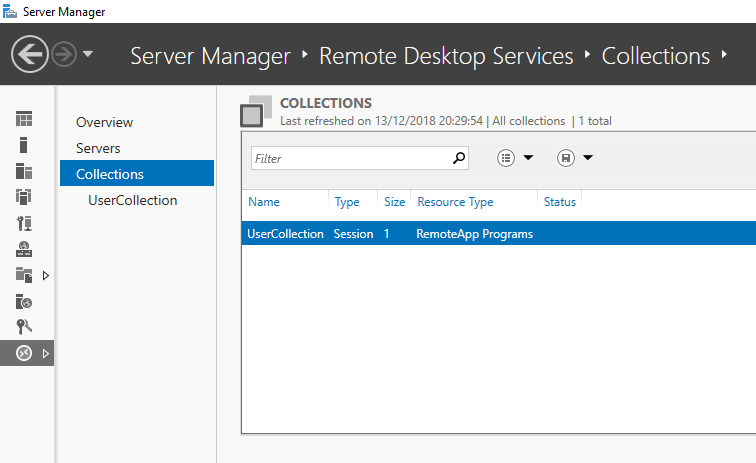 Server Manager
Server Manager Remote Desktop Services Collections
Overview
Servers
Collections
UserCollection
COLLECTIONS
Last refreshed on 13/12/2018 20:29:54 | All collections | 1 total
Filter
Name Type Size Resource Type Status
UserCollection Session 1 RemoteApp Programs